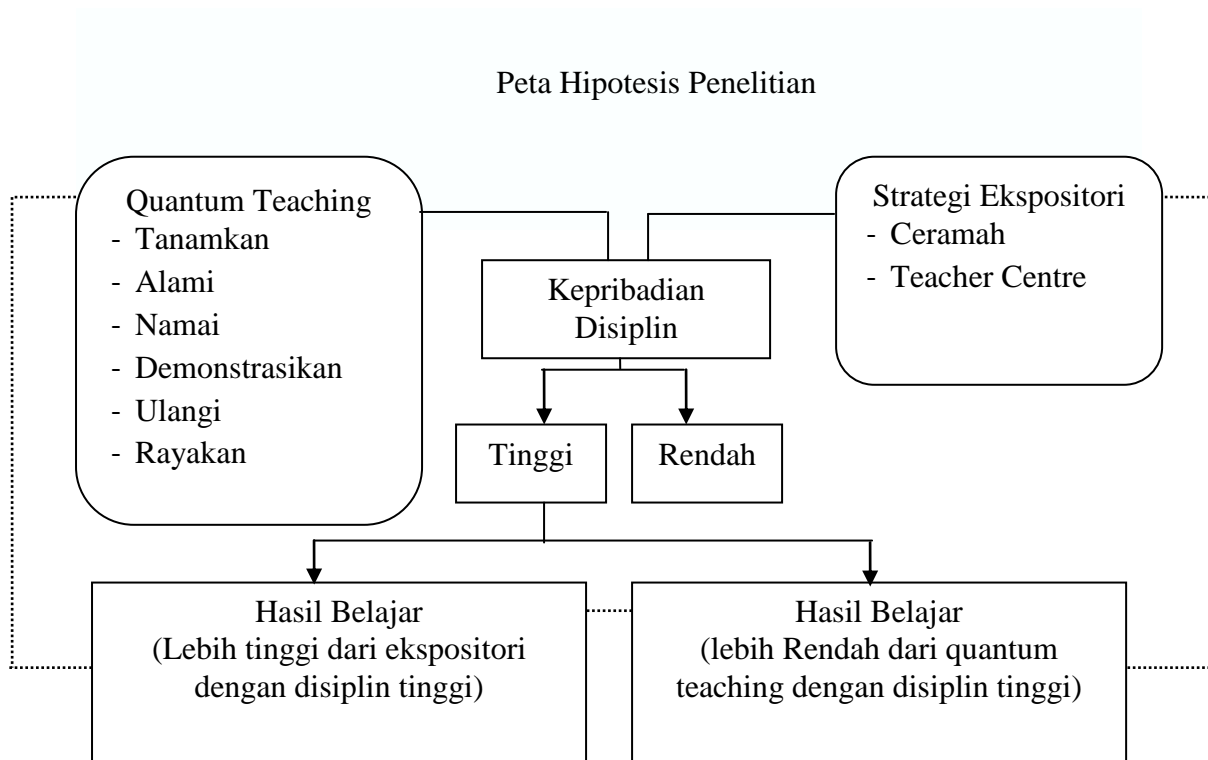 Peta Hipotesis Penelitian
Quantum Teaching
- Tanamkan
- Alami
- Namai
- Demonstrasikan
- Ulangi
- Rayakan
Strategi Ekspositori
- Ceramah
- Teacher Centre
Kepribadian
Disiplin
Tinggi
Rendah
Hasil Belajar
(Lebih tinggi dari ekspositori
dengan disiplin tinggi)
Hasil Belajar
(lebih Rendah dari quantum
teaching dengan disiplin tinggi)